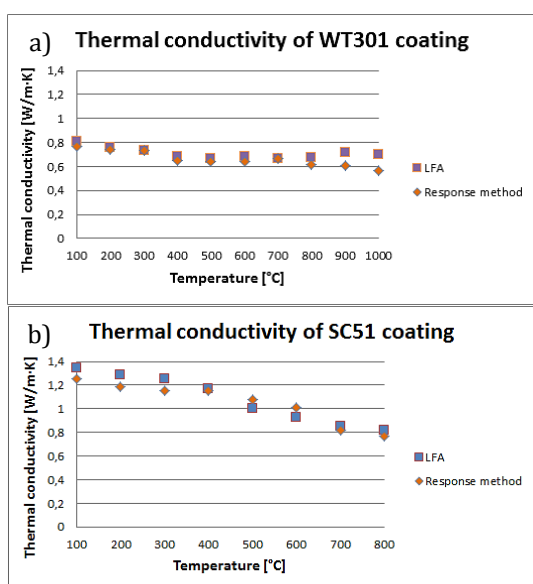 a) Thermal conductivity of WT301 coating
Thermal conductivity [W/m·K]
1,4
1,2
1
0,8
0,6
0,4
0,2
0
100 200 300 400 500 600 700 800 900 1000
Temperature [°C]
LFA
Response method
b) Thermal conductivity of SC51 coating
Thermal conductivity [W/m·K]
1,4
1,2
1
0,8
0,6
0,4
0,2
0
100 200 300 400 500 600 700 800
Temperature [°C]
LFA
Response method